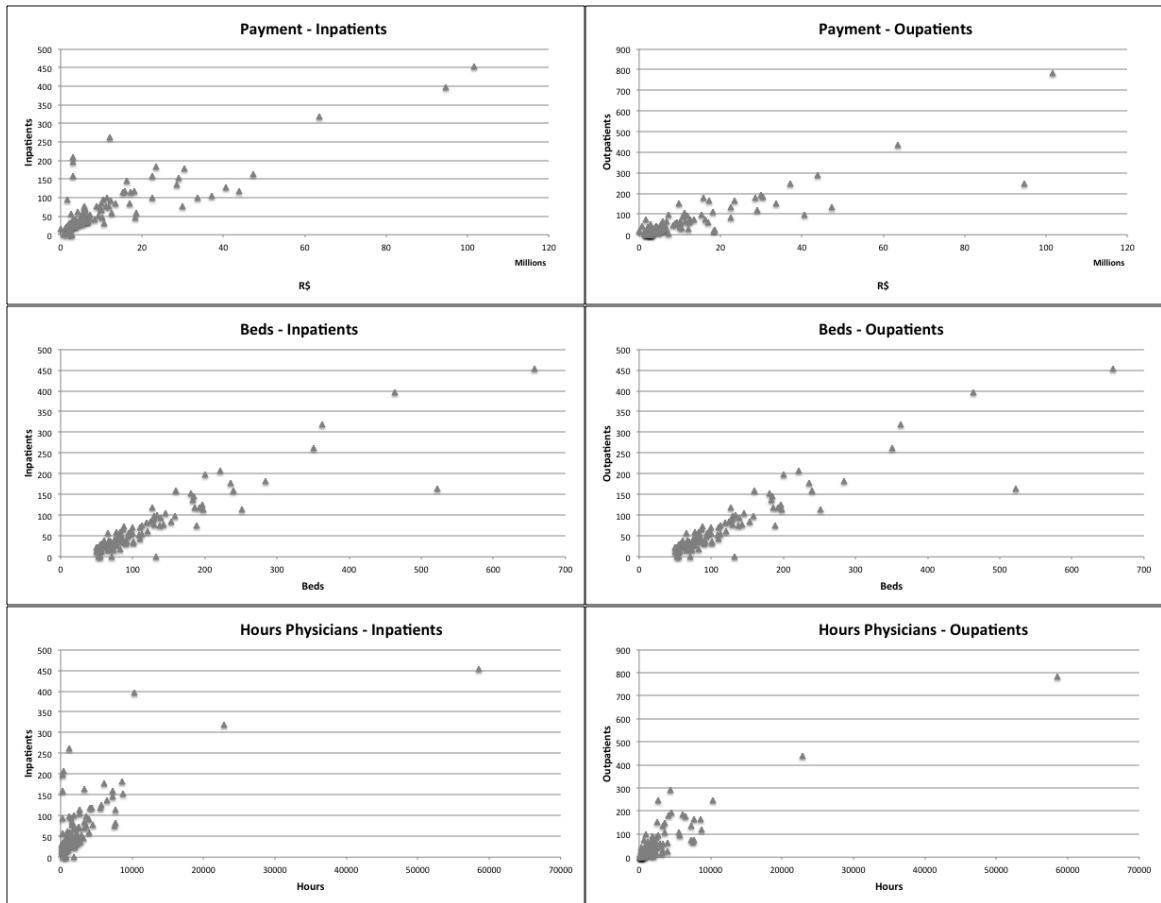 Payment - Inpatients
500
450
400
350
300
250
200
150
100
50
0
Inpatients
0 20 40 60 80 100 120
Millions
R$
Payment - Oupatients
900
800
700
600
500
400
300
200
100
0
Outpatients
0 20 40 60 80 100 120
Millions
R$
Beds - Inpatients
500
450
400
350
300
250
200
150
100
50
0
Inpatients
0 100 200 300 400 500 600 700
Beds
Beds - Oupatients
500
450
400
350
300
250
200
150
100
50
0
Outpatients
0 100 200 300 400 500 600 700
Beds
Hours Physicians - Inpatients
500
450
400
350
300
250
200
150
100
50
0
Inpatients
0 10000 20000 30000 40000 50000 60000 70000
Hours
Hours Physicians - Oupatients
900
800
700
600
500
400
300
200
100
0
Outpatients
0 10000 20000 30000 40000 50000 60000 70000
Hours